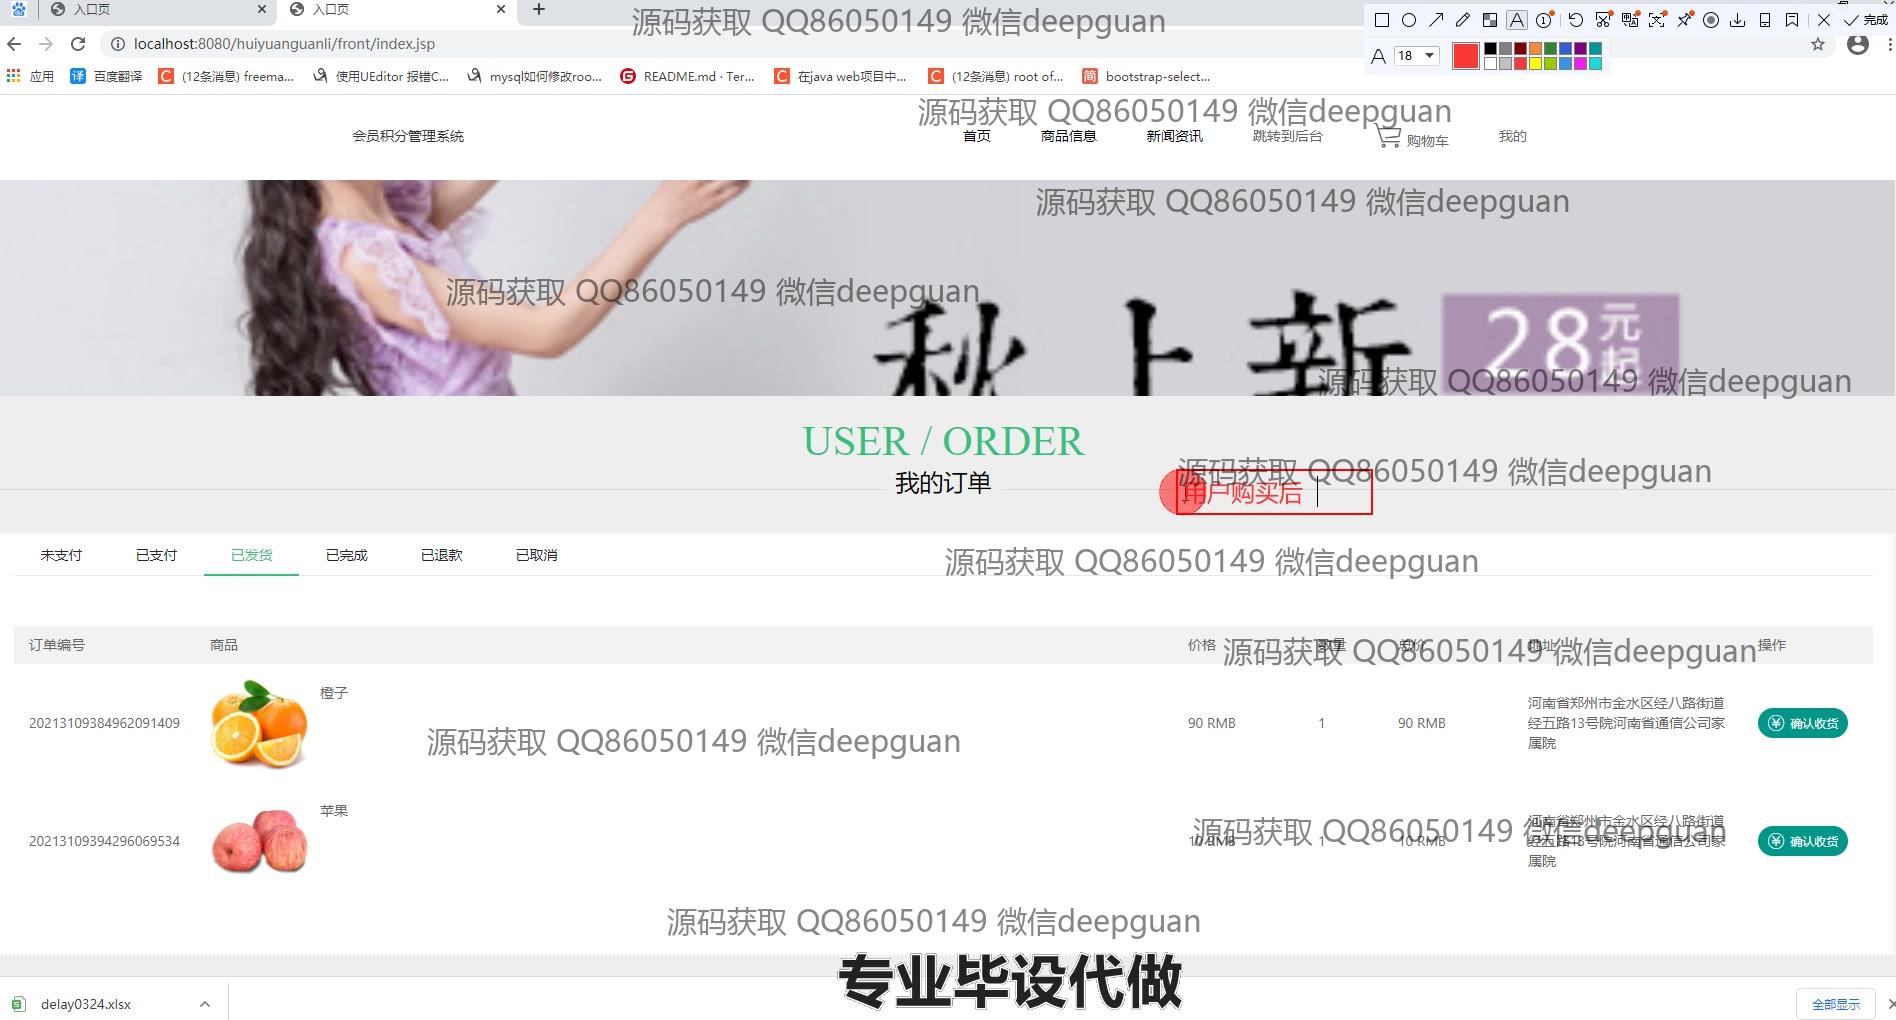 入口页
入口页
源码获取 QQ86050149 微信deepguan
完成
localhost:8080/huiyuanguanli/front/index.jsp
A 18
应用 百度翻译 (12条消息) freema... 使用UEditor 报错C... mysql如何修改roo... README.md · Ter... 在java web项目中... (12条消息) root of... bootstrap-select...
源码获取 QQ86050149 微信deepguan
会员积分管理系统 首页 商品信息 新闻资讯 跳转到后台 购物车 我的
源码获取 QQ86050149 微信deepguan
源码获取 QQ86050149 微信deepguan
秋上新 28元起
源码获取 QQ86050149 微信deepguan
USER / ORDER
源码获取 QQ86050149 微信deepguan
我的订单
用户购买后
未支付 已支付 已发货 已完成 已退款 已取消
源码获取 QQ86050149 微信deepguan
订单编号 商品 价格 数量 总价 地址 操作
源码获取 QQ86050149 微信deepguan
橙子
20213109384962091409 90 RMB 1 90 RMB
河南省郑州市金水区经八路街道
经五路13号院河南省通信公司家
属院
确认收货
源码获取 QQ86050149 微信deepguan
苹果
20213109394296069534 10 RMB 1 10 RMB
河南省郑州市金水区经八路街道
经五路13号院河南省通信公司家
属院
确认收货
源码获取 QQ86050149 微信deepguan
源码获取 QQ86050149 微信deepguan
专业毕设代做
delay0324.xlsx
全部显示